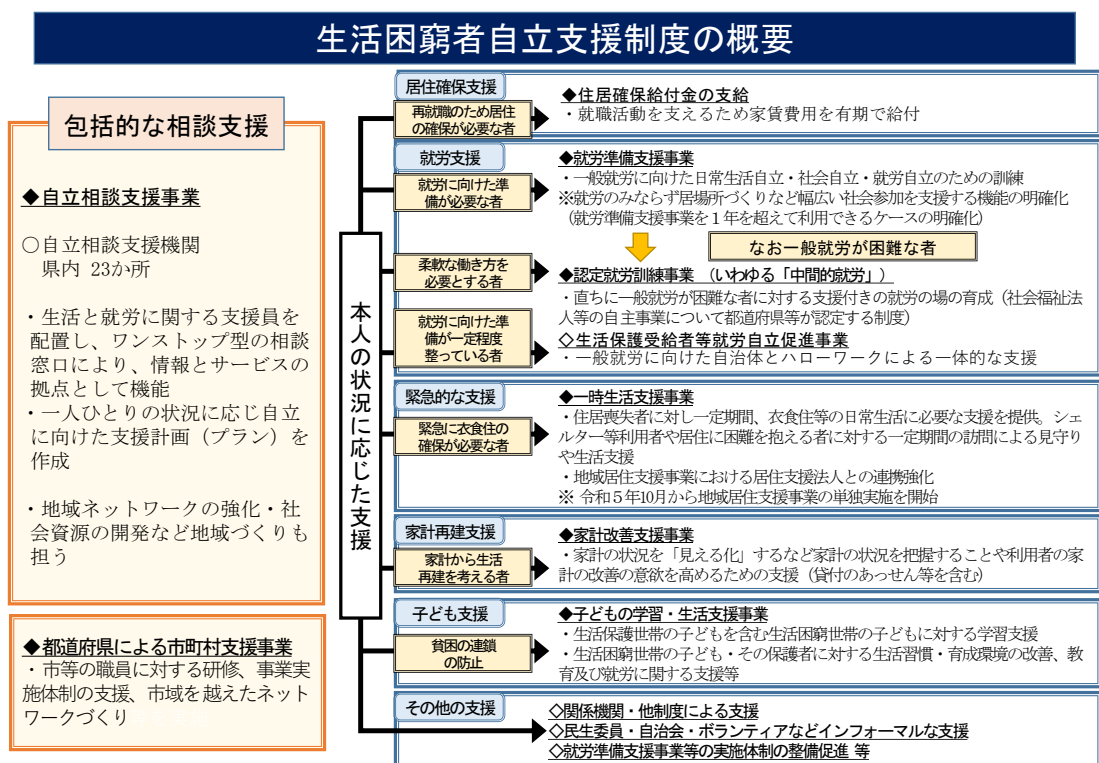 生活困窮者自立支援制度の概要
包括的な相談支援
◆自立相談支援事業
○自立相談支援機関
県内 23か所
・生活と就労に関する支援員を
配置し、ワンストップ型の相談
窓口により、情報とサービスの
拠点として機能
・一人ひとりの状況に応じ自立
に向けた支援計画（プラン）を
作成
・地域ネットワークの強化・社
会資源の開発など地域づくりも
担う
◆都道府県による市町村支援事業
・市等の職員に対する研修、事業実
施体制の支援、市域を越えたネット
ワークづくり
本人の状況に応じた支援
居住確保支援
再就職のため居住
の確保が必要な者
◆住居確保給付金の支給
・就職活動を支えるため家賃費用を有期で給付
就労支援
就労に向けた準
備が必要な者
◆就労準備支援事業
・一般就労に向けた日常生活自立・社会自立・就労自立のための訓練
※就労のみならず居場所づくりなど幅広い社会参加を支援する機能の明確化
（就労準備支援事業を１年を超えて利用できるケースの明確化）
なお一般就労が困難な者
柔軟な働き方を
必要とする者
◆認定就労訓練事業　（いわゆる「中間的就労」）
・直ちに一般就労が困難な者に対する支援付きの就労の場の育成（社会福祉法
人等の自主事業について都道府県等が認定する制度）
就労に向けた準
備が一定程度
整っている者
◇生活保護受給者等就労自立促進事業
・一般就労に向けた自治体とハローワークによる一体的な支援
緊急的な支援
緊急に衣食住の
確保が必要な者
◆一時生活支援事業
・住居喪失者に対し一定期間、衣食住等の日常生活に必要な支援を提供。シェ
ルター等利用者や居住に困難を抱える者に対する一定期間の訪問による見守り
や生活支援
・地域居住支援事業における居住支援法人との連携強化
※ 令和５年10月から地域居住支援事業の単独実施を開始
家計再建支援
家計から生活
再建を考える者
◆家計改善支援事業
・家計の状況を「見える化」するなど家計の状況を把握することや利用者の家
計の改善の意欲を高めるための支援（貸付のあっせん等を含む）
子ども支援
貧困の連鎖
の防止
◆子どもの学習・生活支援事業
・生活保護世帯の子どもを含む生活困窮世帯の子どもに対する学習支援
・生活困窮世帯の子ども・その保護者に対する生活習慣・育成環境の改善、教
育及び就労に関する支援等
その他の支援
◇関係機関・他制度による支援
◇民生委員・自治会・ボランティアなどインフォーマルな支援
◇就労準備支援事業等の実施体制の整備促進 等